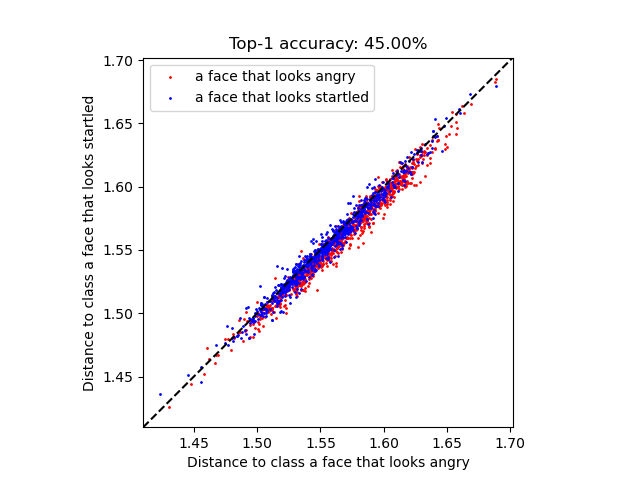 Top-1 accuracy: 45.00%
a face that looks angry
a face that looks startled
Distance to class a face that looks startled
1.70
1.65
1.60
1.55
1.50
1.45
1.45 1.50 1.55 1.60 1.65 1.70
Distance to class a face that looks angry